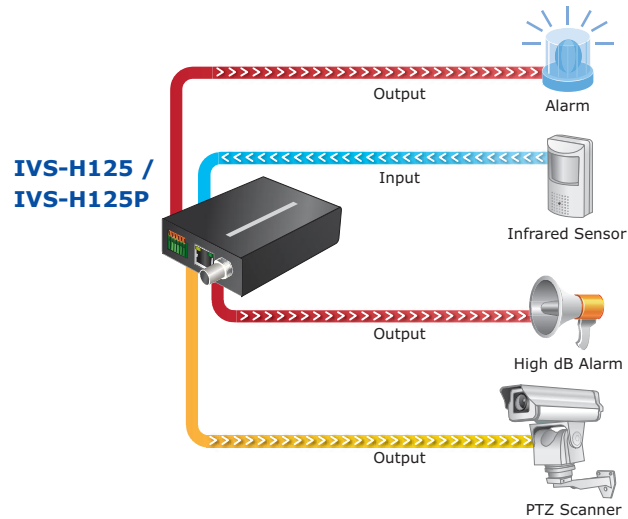 Output
Alarm
IVS-H125 /
IVS-H125P
Input
Infrared Sensor
Output
High dB Alarm
Output
PTZ Scanner